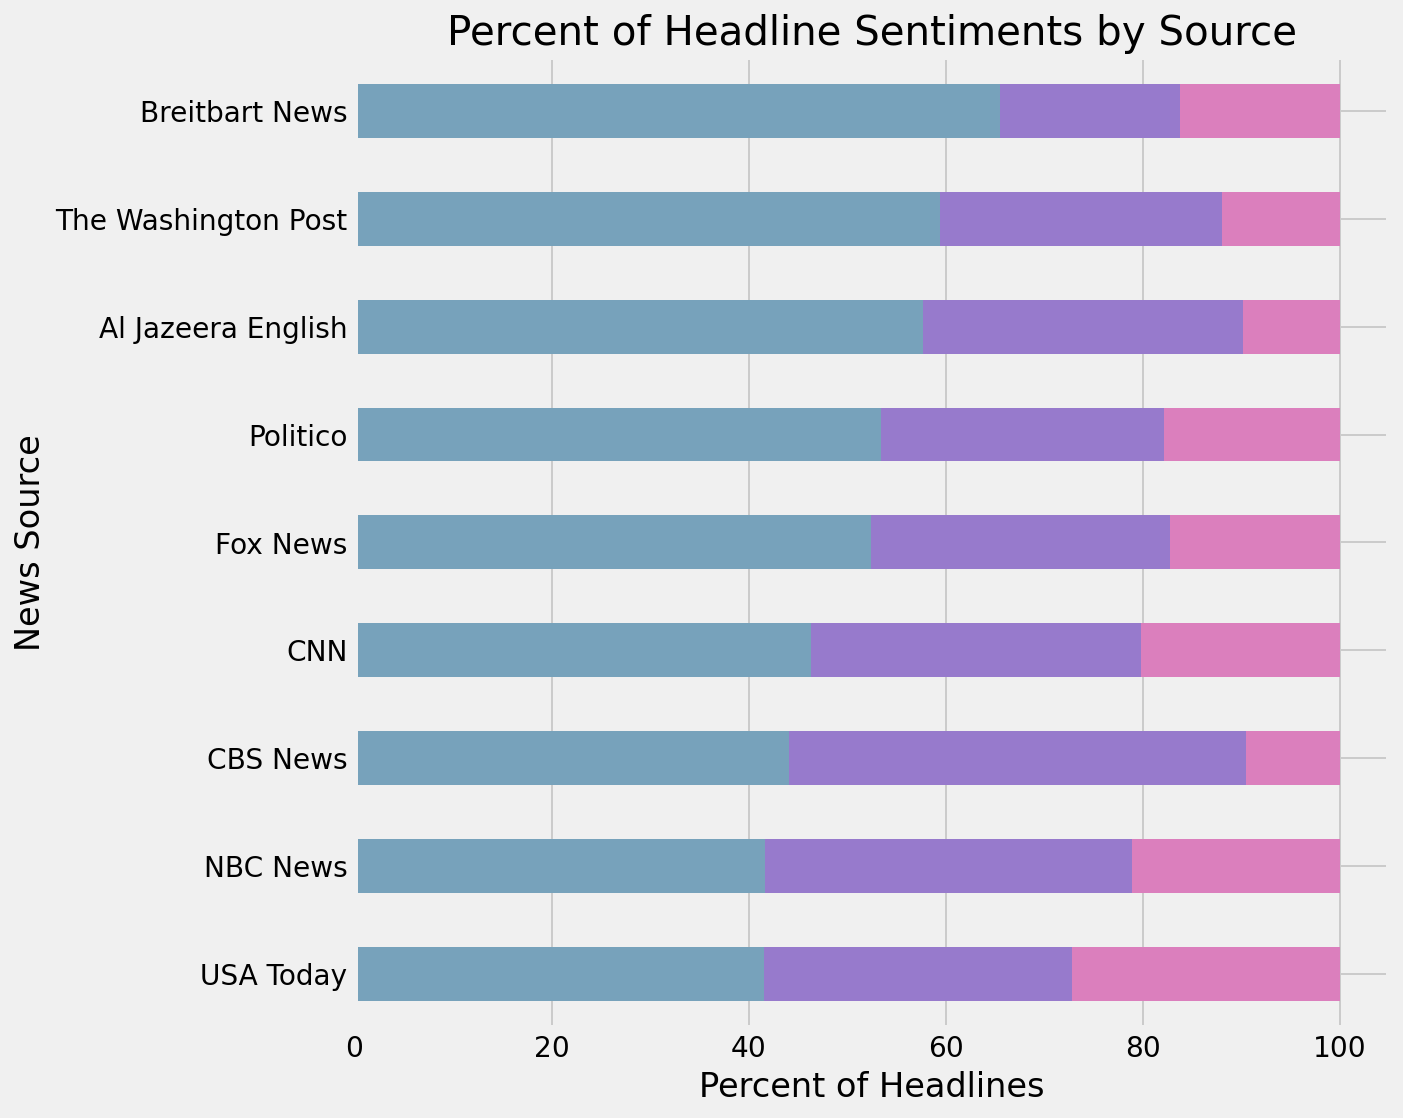 Percent of Headline Sentiments by Source
Breitbart News
The Washington Post
Al Jazeera English
Politico
Fox News
CNN
CBS News
NBC News
USA Today
News Source
0 20 40 60 80 100
Percent of Headlines